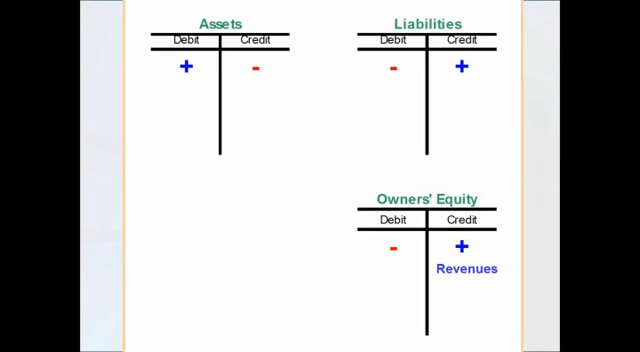 Assets
Debit Credit
+ -
Liabilities
Debit Credit
- +
Owners' Equity
Debit Credit
- +
Revenues